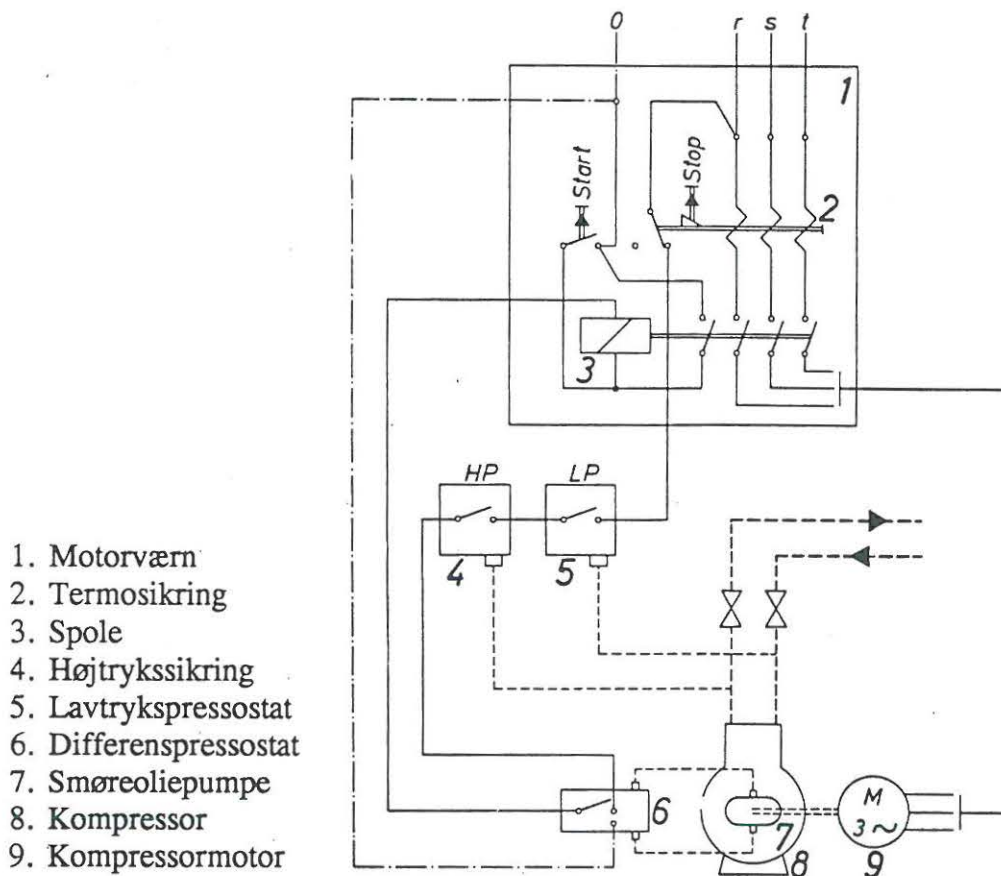 0 r s t
1
Start
Stop
2
3
HP LP
4 5
1. Motorværn
2. Termosikring
3. Spole
4. Højtrykssikring
5. Lavtrykspressostat
6. Differenspressostat
7. Smøreoliepumpe
8. Kompressor
9. Kompressormotor
6
7
8
M
3~
9